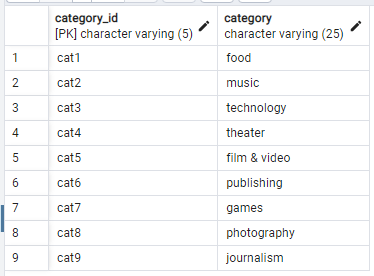 category_id category
[PK] character varying (5) character varying (25)
1 cat1 food
2 cat2 music
3 cat3 technology
4 cat4 theater
5 cat5 film & video
6 cat6 publishing
7 cat7 games
8 cat8 photography
9 cat9 journalism